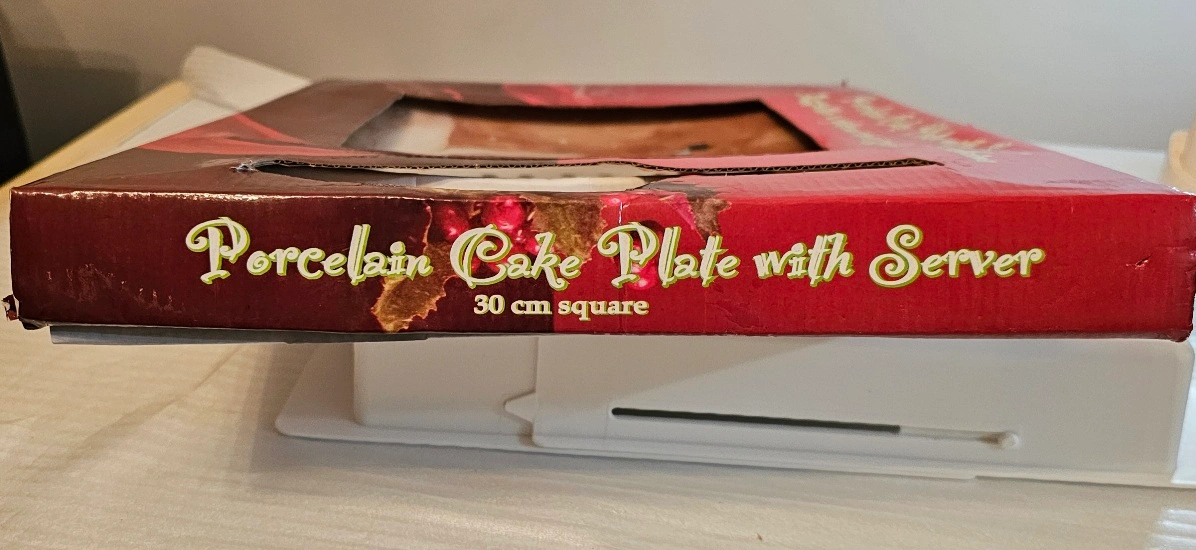 Porcelain Cake Plate with Server
30 cm square